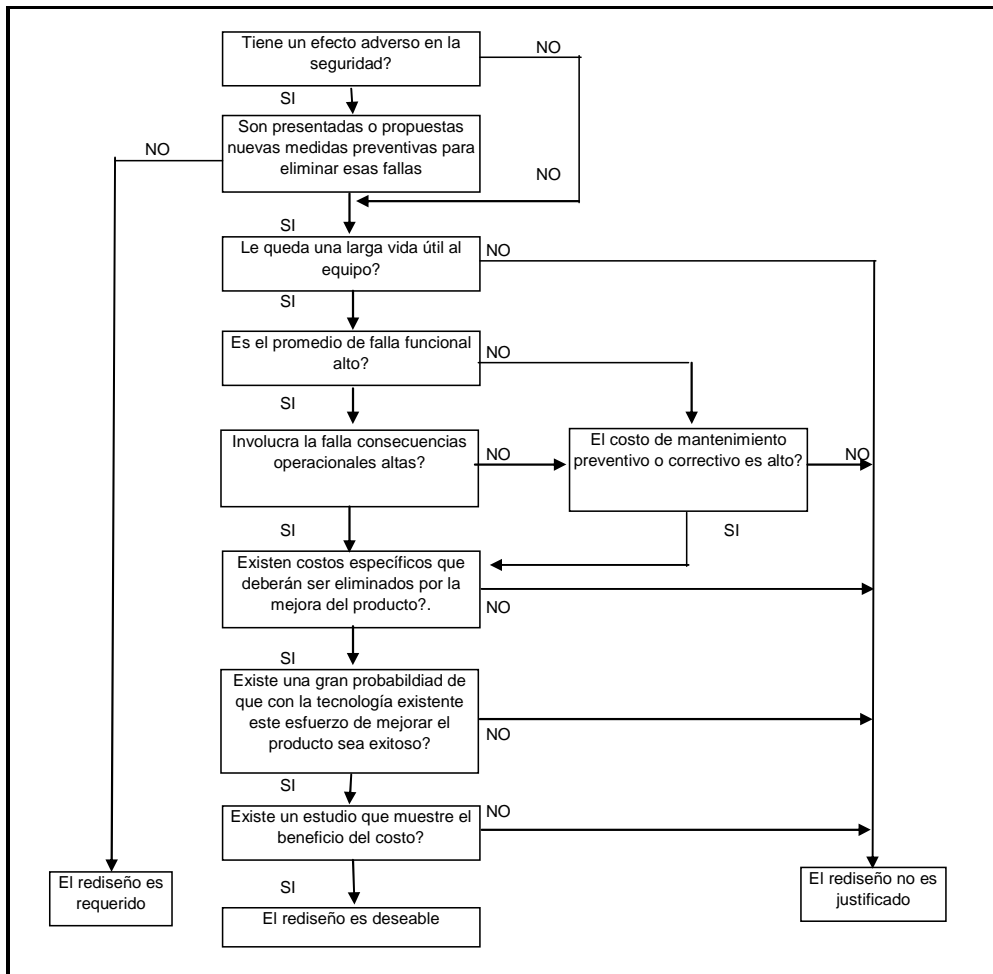 Tiene un efecto adverso en la
seguridad?
NO
SI
Son presentadas o propuestas
nuevas medidas preventivas para
eliminar esas fallas
NO
NO
SI
Le queda una larga vida útil al
equipo?
NO
SI
Es el promedio de falla funcional
alto?
NO
SI
Involucra la falla consecuencias
operacionales altas?
NO
El costo de mantenimiento
preventivo o correctivo es alto?
NO
SI
SI
Existen costos específicos que
deberán ser eliminados por la
mejora del producto?.
NO
SI
Existe una gran probabildiad de
que con la tecnología existente
este esfuerzo de mejorar el
producto sea exitoso?
NO
SI
Existe un estudio que muestre el
beneficio del costo?
NO
SI
El rediseño es
requerido
El rediseño es deseable
El rediseño no es
justificado